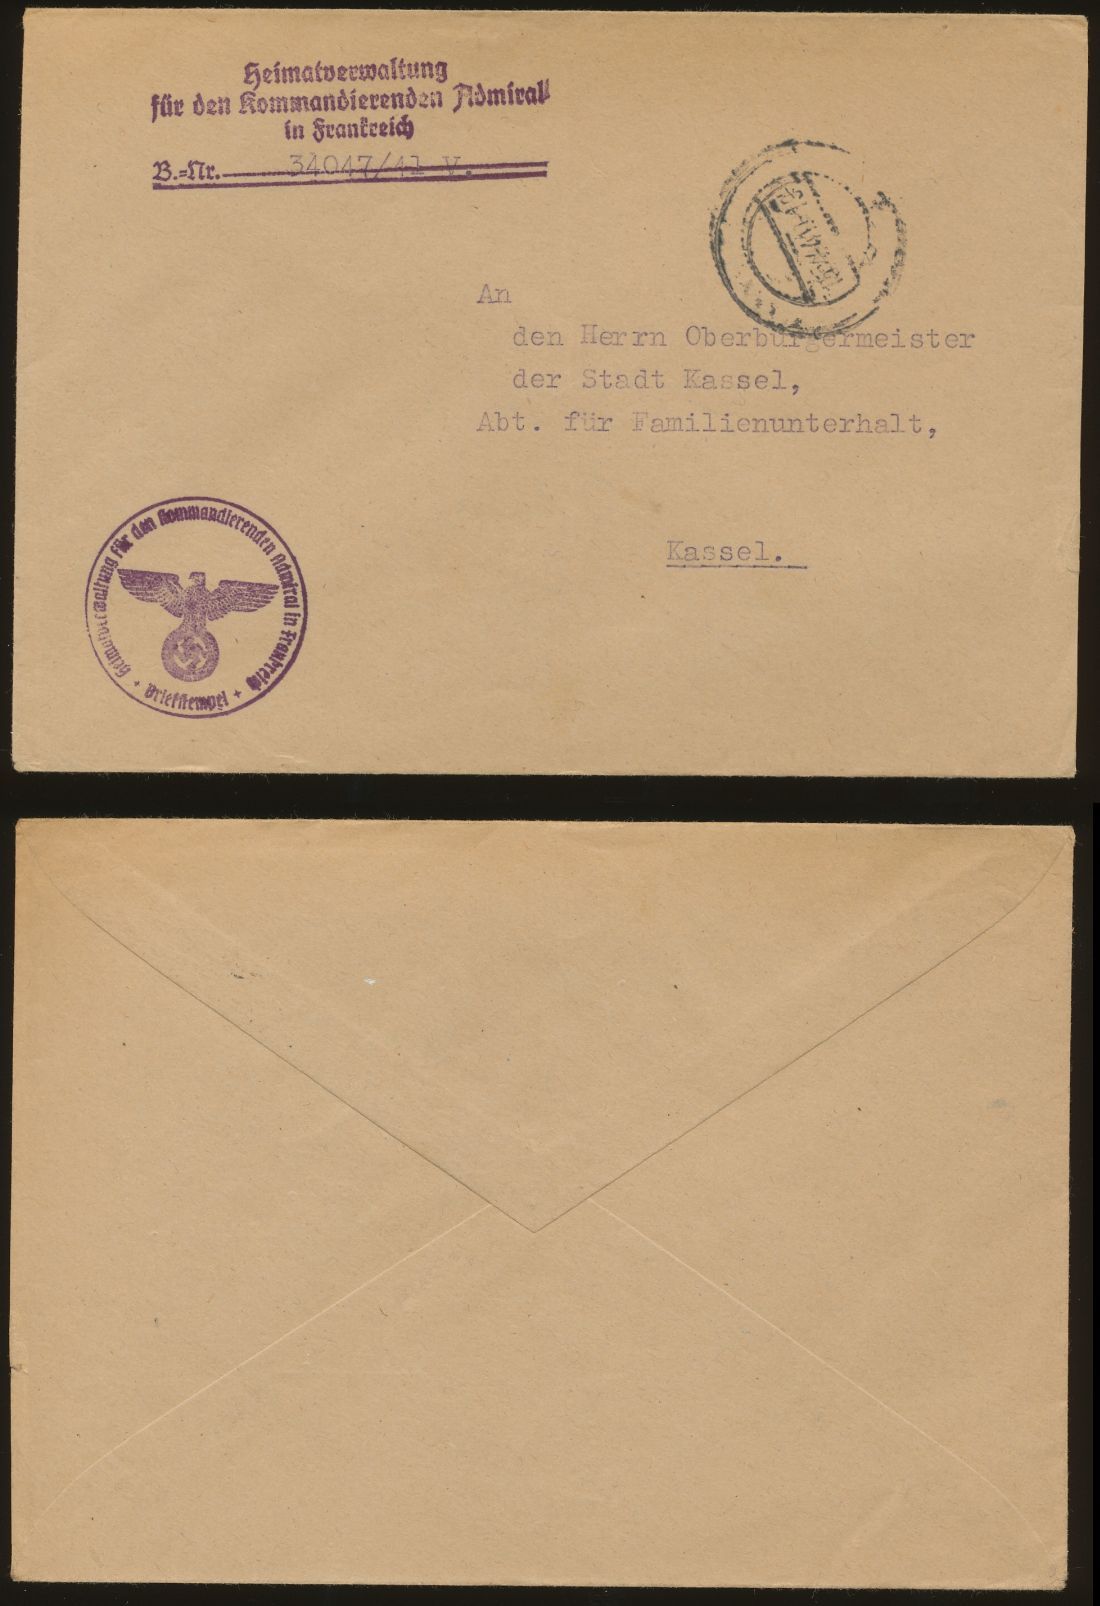 Heimatverwaltung
für den Kommandierenden Admiral
in Frankreich
B.=Nr. 34047/41 V.
An
den Herrn Oberbürgermeister
der Stadt Kassel,
Abt. für Familienunterhalt,
Kassel.
Heimatverwaltung für den Kommandierenden Admiral in Frankreich
+ Briefstempel +